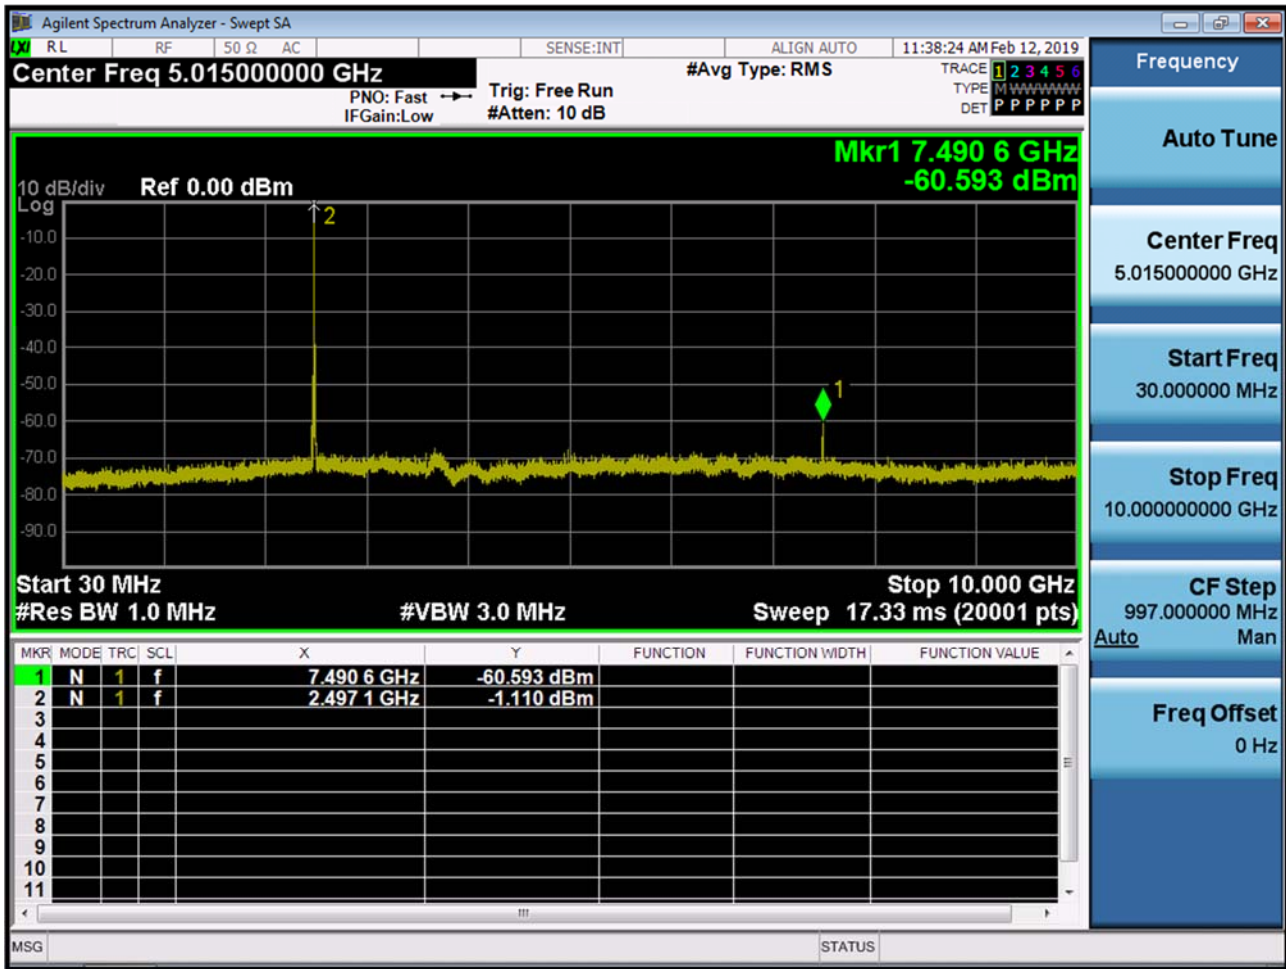 Agilent Spectrum Analyzer - Swept SA
LXI RL RF 50 Ω AC SENSE:INT ALIGN AUTO 11:38:24 AM Feb 12, 2019
Center Freq 5.015000000 GHz
PNO: Fast
IFGain:Low
Trig: Free Run
#Atten: 10 dB
#Avg Type: RMS
TRACE 1 2 3 4 5 6
TYPE M W W W W W
DET P P P P P P
Mkr1 7.490 6 GHz
-60.593 dBm
10 dB/div Ref 0.00 dBm
Log
2
-10.0
-20.0
-30.0
-40.0
-50.0
1
-60.0
-70.0
-80.0
-90.0
Start 30 MHz Stop 10.000 GHz
#Res BW 1.0 MHz #VBW 3.0 MHz Sweep 17.33 ms (20001 pts)
MKR MODE TRC SCL X Y FUNCTION FUNCTION WIDTH FUNCTION VALUE
1 N 1 f 7.490 6 GHz -60.593 dBm
2 N 1 f 2.497 1 GHz -1.110 dBm
3
4
5
6
7
8
9
10
11
MSG STATUS
Frequency
Auto Tune
Center Freq
5.015000000 GHz
Start Freq
30.000000 MHz
Stop Freq
10.000000000 GHz
CF Step
997.000000 MHz
Auto Man
Freq Offset
0 Hz